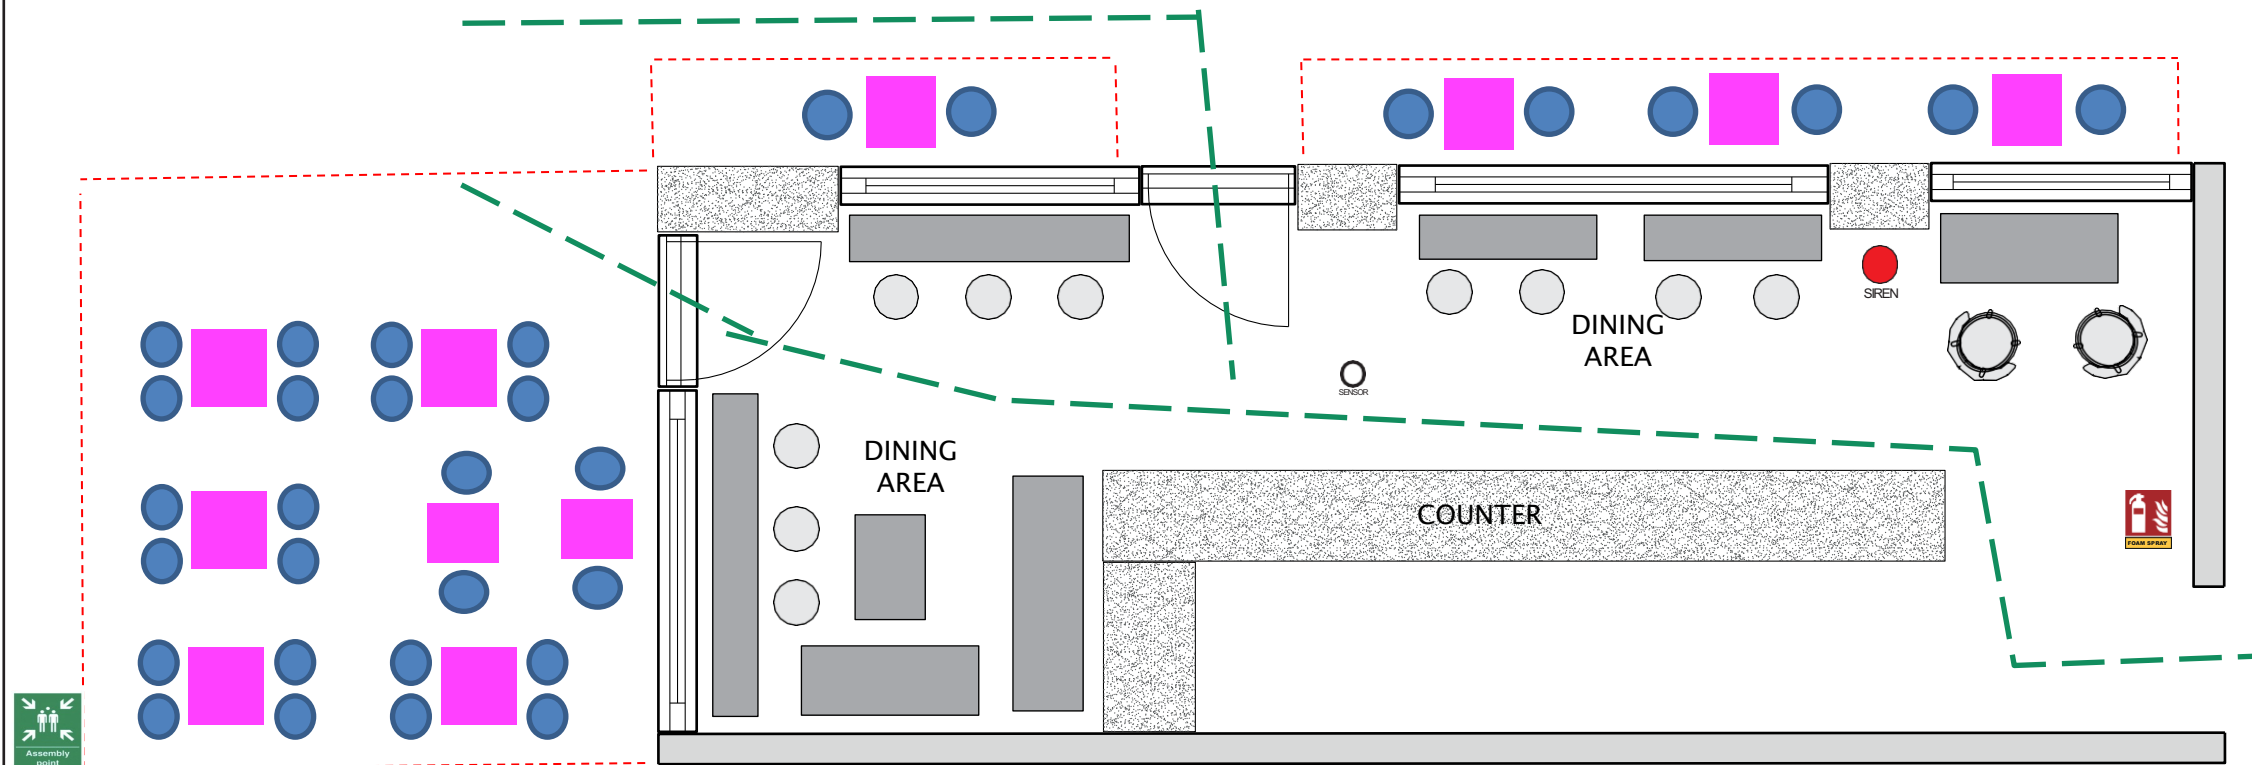 SIREN
DINING
AREA
SENSOR
DINING
AREA
COUNTER
FOAM SPRAY
Assembly
point